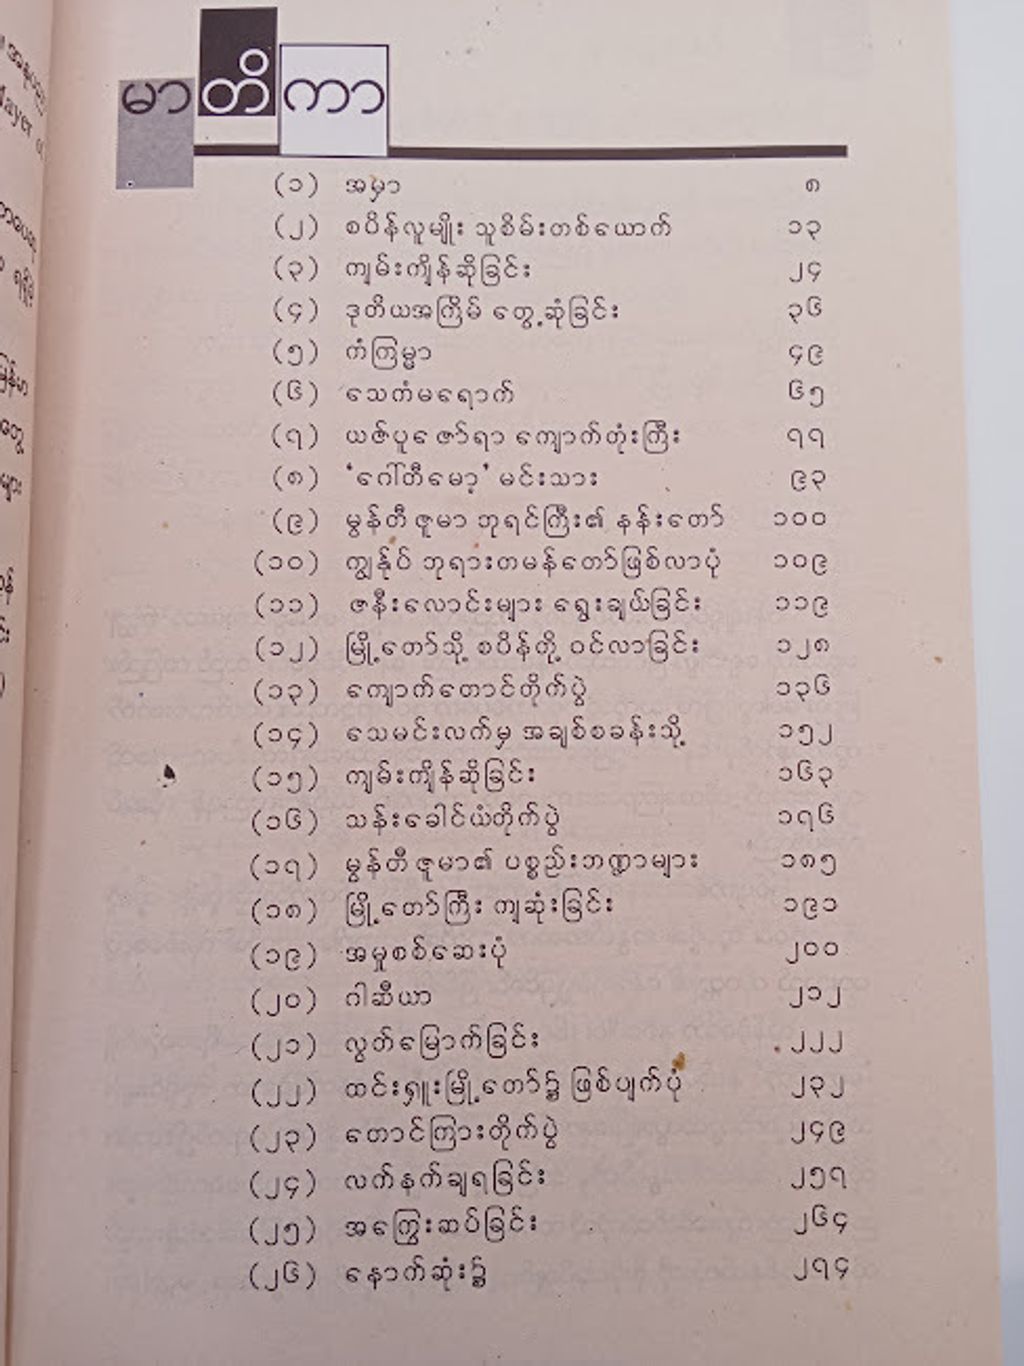 မာတိကာ
(၁) အမှာ ၈
(၂) စပိန်လူမျိုး သူစိမ်းတစ်ယောက် ၁၃
(၃) ကျမ်းကျိန်ဆိုခြင်း ၂၄
(၄) ဒုတိယအကြိမ် တွေ့ဆုံခြင်း ၃၆
(၅) ကံကြမ္မာ ၄၉
(၆) သေကံမရောက် ၆၅
(၇) ယဇ်ပူဇော်ရာ ကျောက်တုံးကြီး ၇၇
(၈) ‘ဂေါ်တီမော့’ မင်းသား ၉၃
(၉) မွန်တီဇူမာ ဘုရင်ကြီး၏ နန်းတော် ၁၀၀
(၁၀) ကျွန်ုပ် ဘုရားတမန်တော်ဖြစ်လာပုံ ၁၀၉
(၁၁) ဇနီးလောင်းများ ရွေးချယ်ခြင်း ၁၁၉
(၁၂) မြို့တော်သို့ စပိန်တို့ ဝင်လာခြင်း ၁၂၈
(၁၃) ကျောက်တောင်တိုက်ပွဲ ၁၃၆
(၁၄) သေမင်းလက်မှ အချစ်စခန်းသို့ ၁၅၂
(၁၅) ကျမ်းကျိန်ဆိုခြင်း ၁၆၃
(၁၆) သန်းခေါင်ယံတိုက်ပွဲ ၁၇၆
(၁၇) မွန်တီဇူမာ၏ ပစ္စည်းဘဏ္ဍာများ ၁၈၅
(၁၈) မြို့တော်ကြီး ကျဆုံးခြင်း ၁၉၁
(၁၉) အမှုစစ်ဆေးပုံ ၂၀၀
(၂၀) ဂါဆီယာ ၂၁၂
(၂၁) လွတ်မြောက်ခြင်း ၂၂၂
(၂၂) ထင်းရှူးမြို့တော်၌ ဖြစ်ပျက်ပုံ ၂၃၂
(၂၃) တောင်ကြားတိုက်ပွဲ ၂၄၉
(၂၄) လက်နက်ချရခြင်း ၂၅၇
(၂၅) အကြွေးဆပ်ခြင်း ၂၆၄
(၂၆) နောက်ဆုံး၌ ၂၇၄